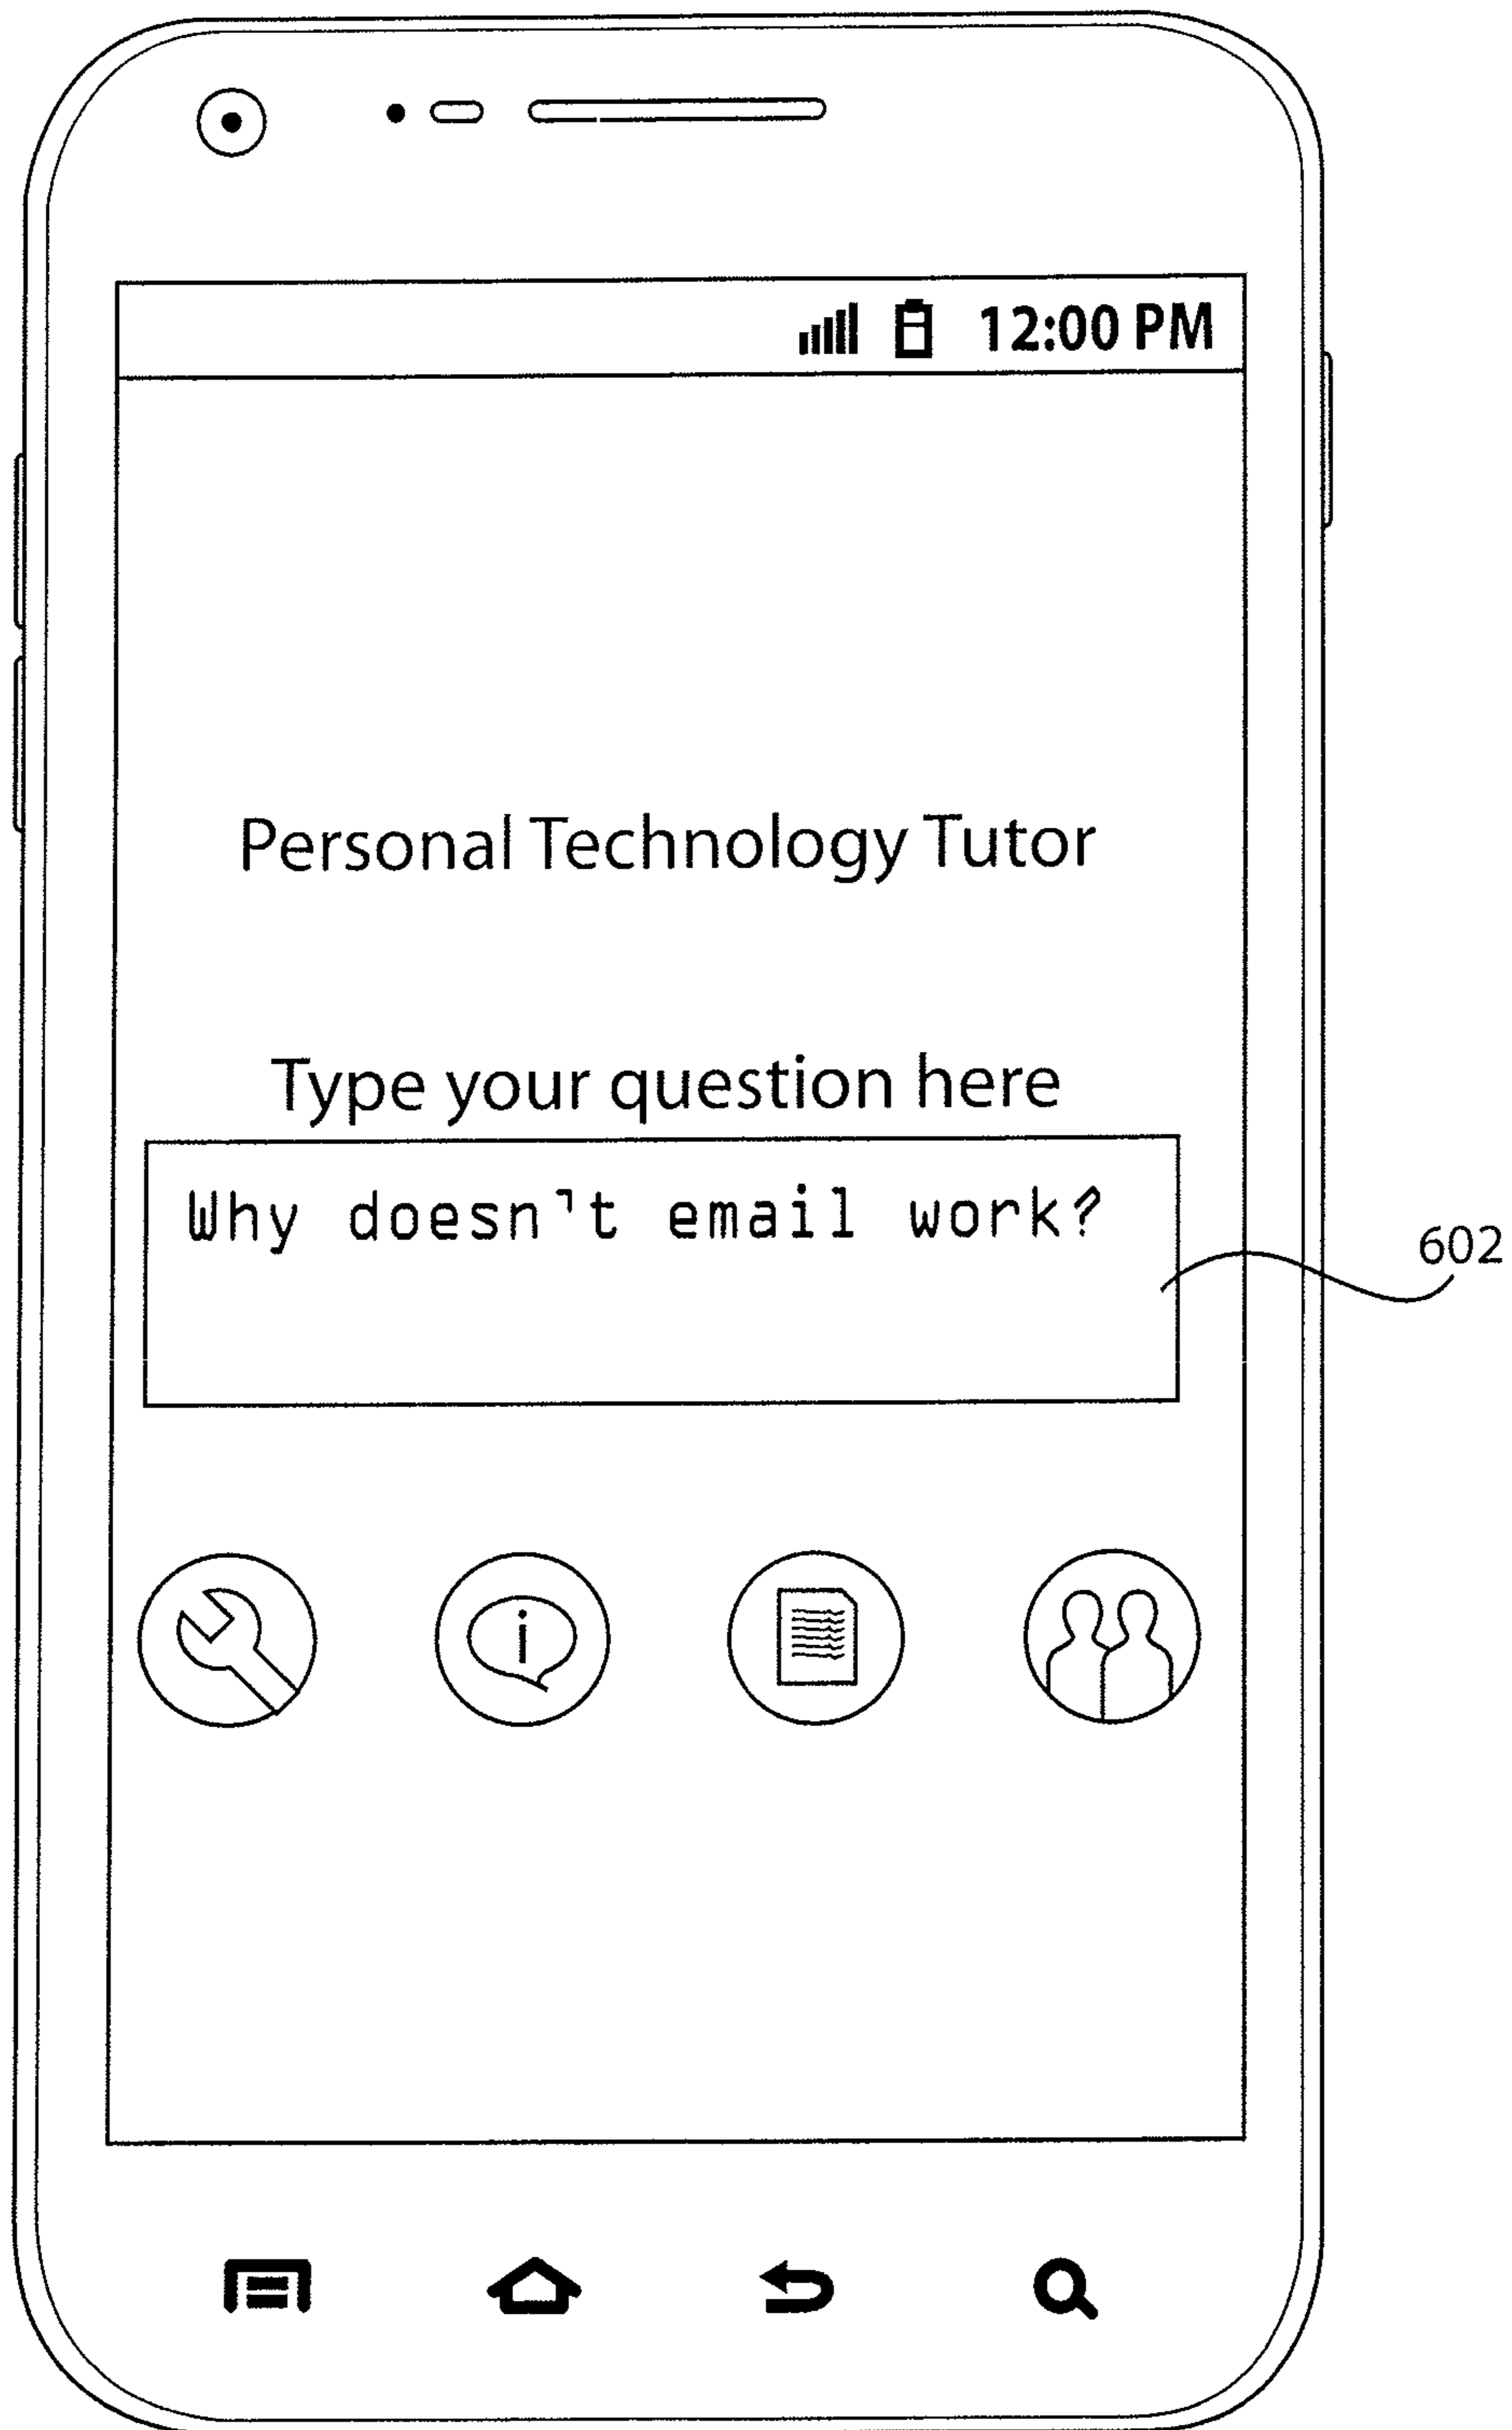 12:00 PM
Personal Technology Tutor
Type your question here
Why doesn't email work?
602
i